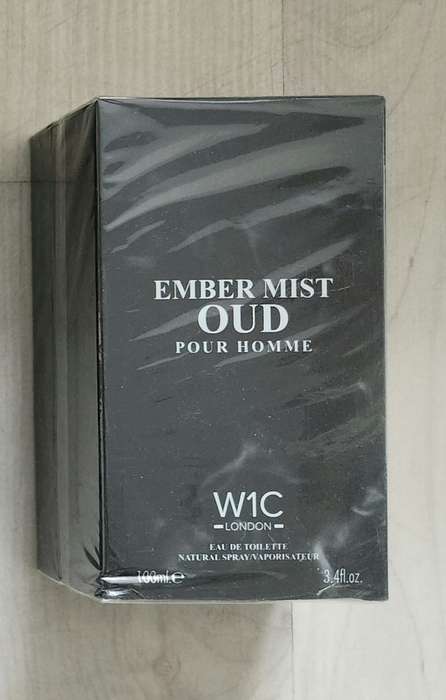 EMBER MIST
OUD
POUR HOMME
W1C
LONDON
EAU DE TOILETTE
NATURAL SPRAY/VAPORISATEUR
100ml.e 3.4fl.oz.